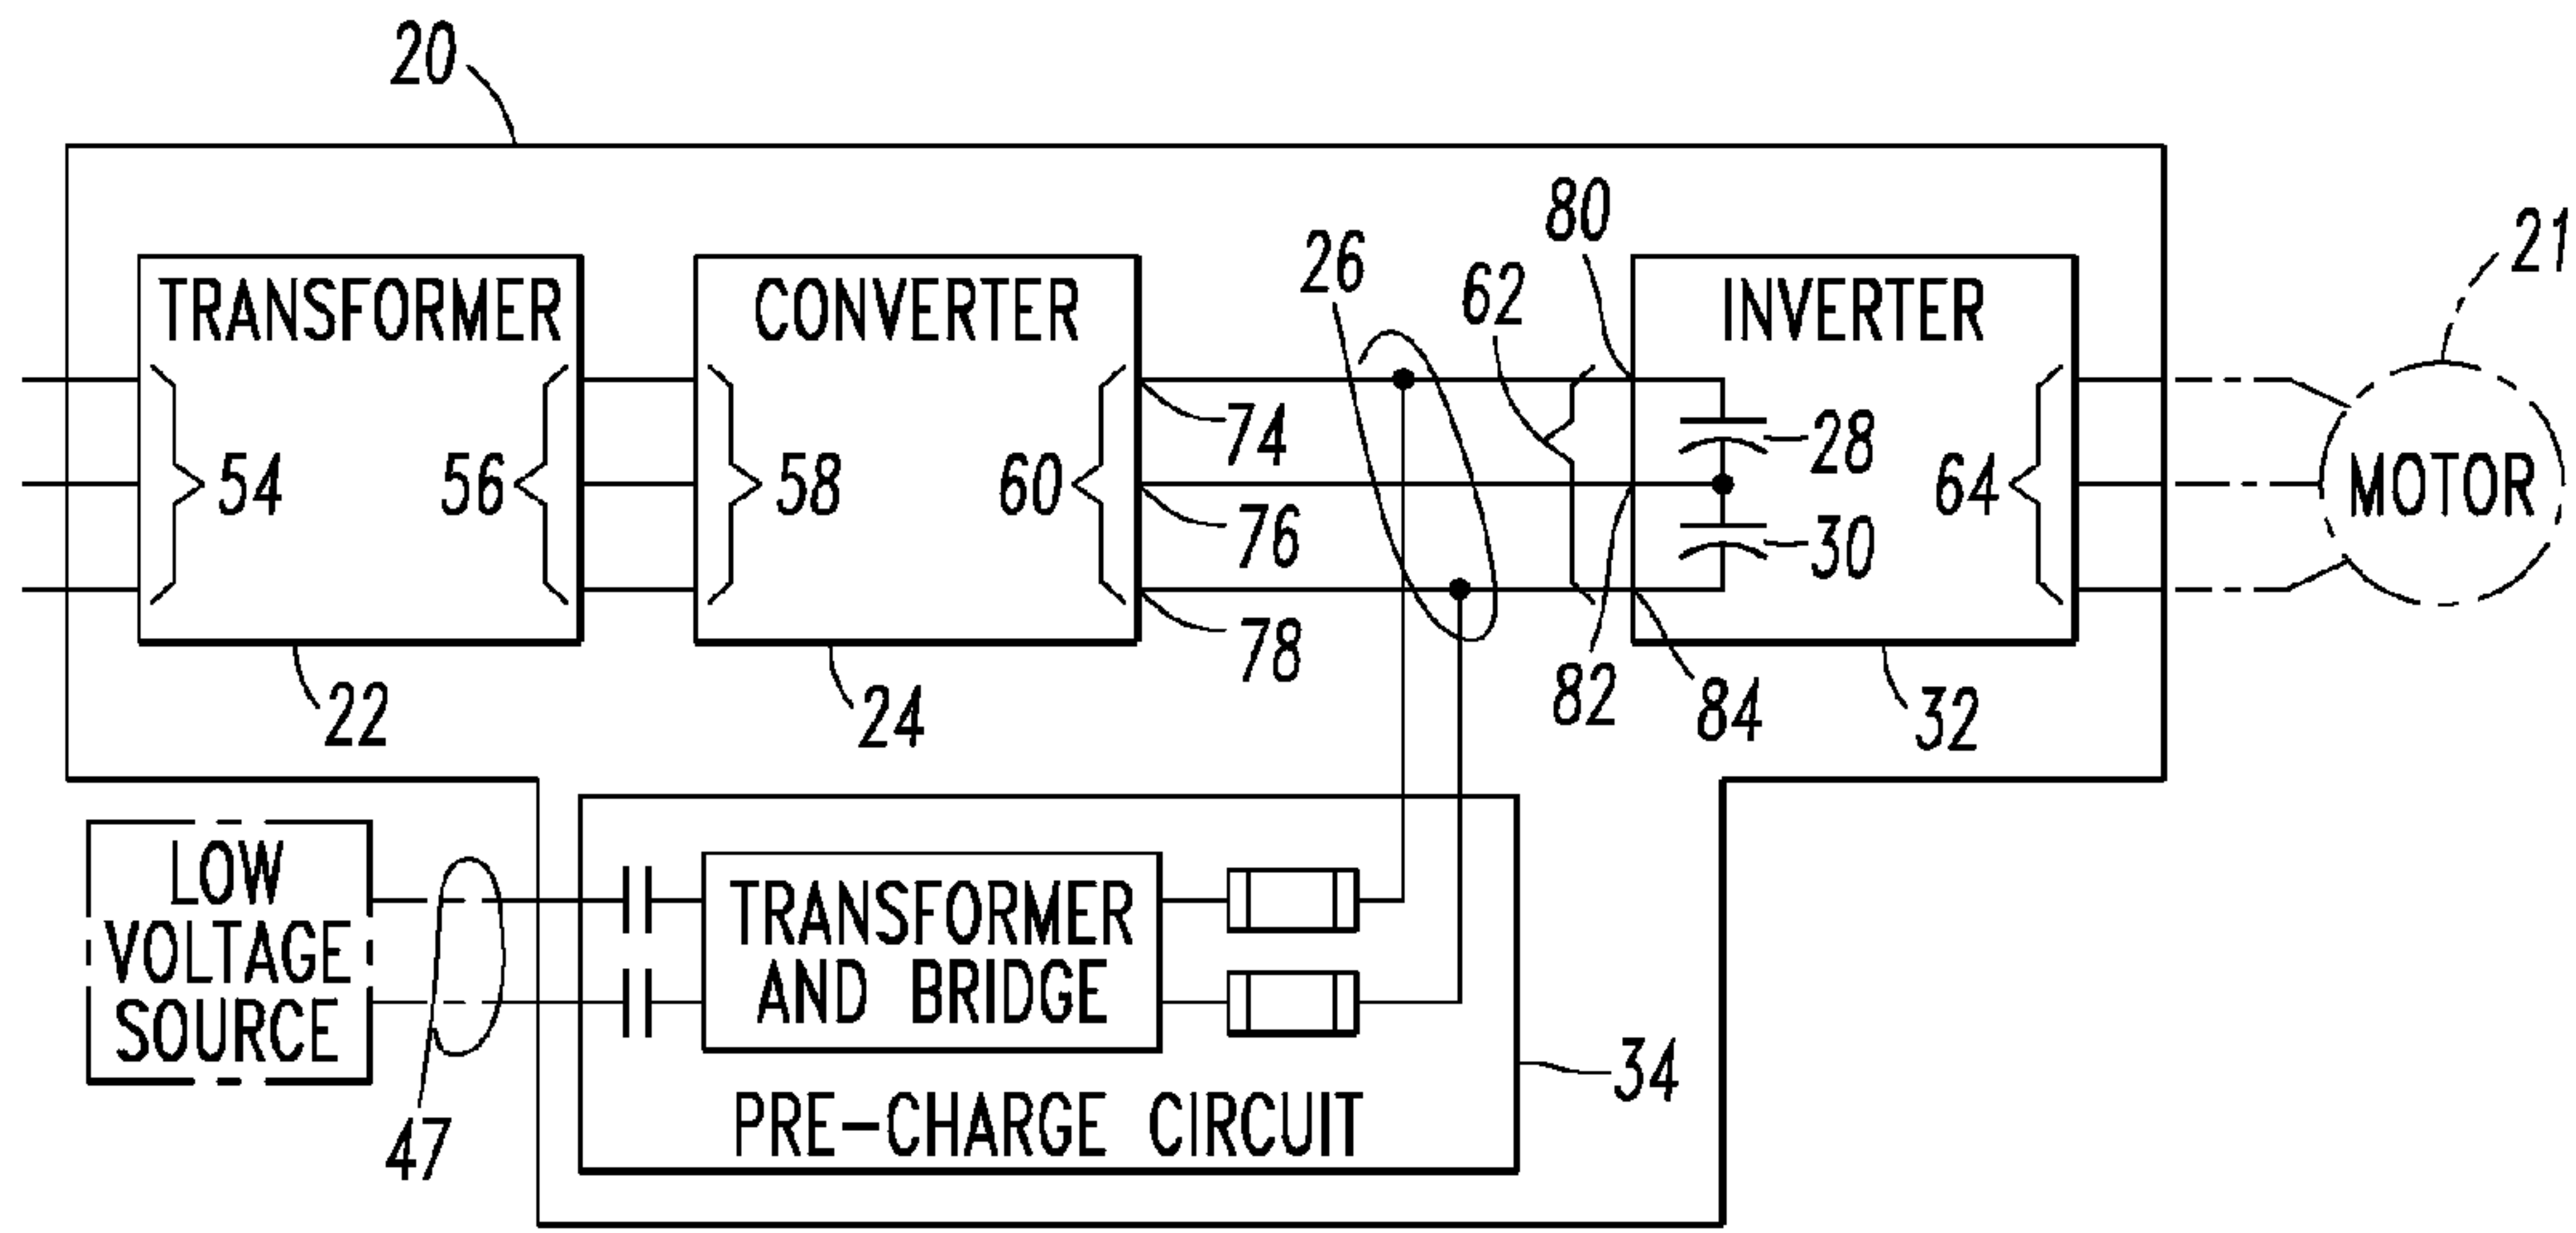 20
21
80
26
62
TRANSFORMER
CONVERTER
INVERTER
74
28
54
56
58
60
64
MOTOR
76
30
78
82
84
22
24
32
LOW
VOLTAGE
SOURCE
TRANSFORMER
AND BRIDGE
34
PRE-CHARGE CIRCUIT
47